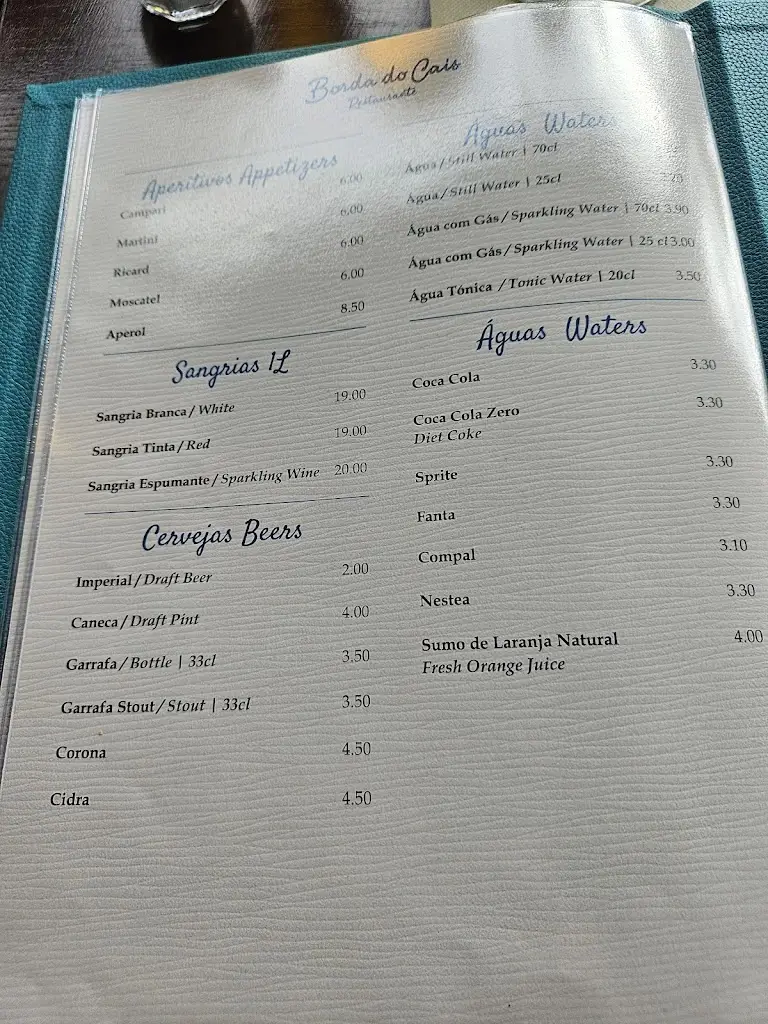 Borda do Cais
Restaurante
Aperitivos Appetizers
Campari 6.00
Martini 6.00
Ricard 6.00
Moscatel 6.00
Aperol 8.50
Sangrias 1L
Sangria Branca / White 19.00
Sangria Tinta / Red 19.00
Sangria Espumante / Sparkling Wine 20.00
Cervejas Beers
Imperial / Draft Beer 2.00
Caneca / Draft Pint 4.00
Garrafa / Bottle | 33cl 3.50
Garrafa Stout / Stout | 33cl 3.50
Corona 4.50
Cidra 4.50
Águas Waters
Água / Still Water | 70cl
Água / Still Water | 25cl
Água com Gás / Sparkling Water | 70cl 3.90
Água com Gás / Sparkling Water | 25 cl 3.00
Água Tónica / Tonic Water | 20cl 3.50
Águas Waters
Coca Cola 3.30
Coca Cola Zero 3.30
Diet Coke
Sprite 3.30
Fanta 3.30
Compal 3.10
Nestea 3.30
Sumo de Laranja Natural 4.00
Fresh Orange Juice